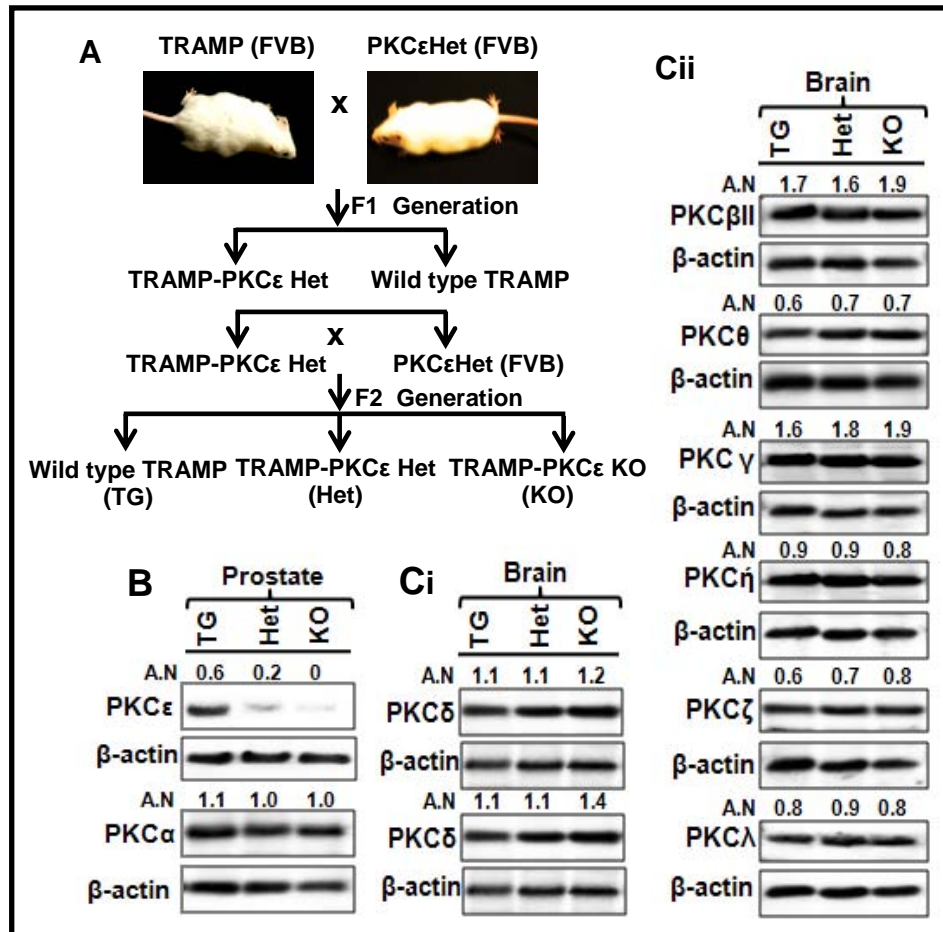 A
TRAMP (FVB) PKCεHet (FVB)
x
F1 Generation
TRAMP-PKCε Het Wild type TRAMP
x
TRAMP-PKCε Het PKCεHet (FVB)
F2 Generation
Wild type TRAMP TRAMP-PKCε Het TRAMP-PKCε KO
(TG) (Het) (KO)
B
Prostate
TG Het KO
A.N 0.6 0.2 0
PKCε
β-actin
A.N 1.1 1.0 1.0
PKCα
β-actin
Ci
Brain
TG Het KO
A.N 1.1 1.1 1.2
PKCδ
β-actin
A.N 1.1 1.1 1.4
PKCδ
β-actin
Cii
Brain
TG Het KO
A.N 1.7 1.6 1.9
PKCβII
β-actin
A.N 0.6 0.7 0.7
PKCθ
β-actin
A.N 1.6 1.8 1.9
PKC γ
β-actin
A.N 0.9 0.9 0.8
PKCή
β-actin
A.N 0.6 0.7 0.8
PKCζ
β-actin
A.N 0.8 0.9 0.8
PKCλ
β-actin